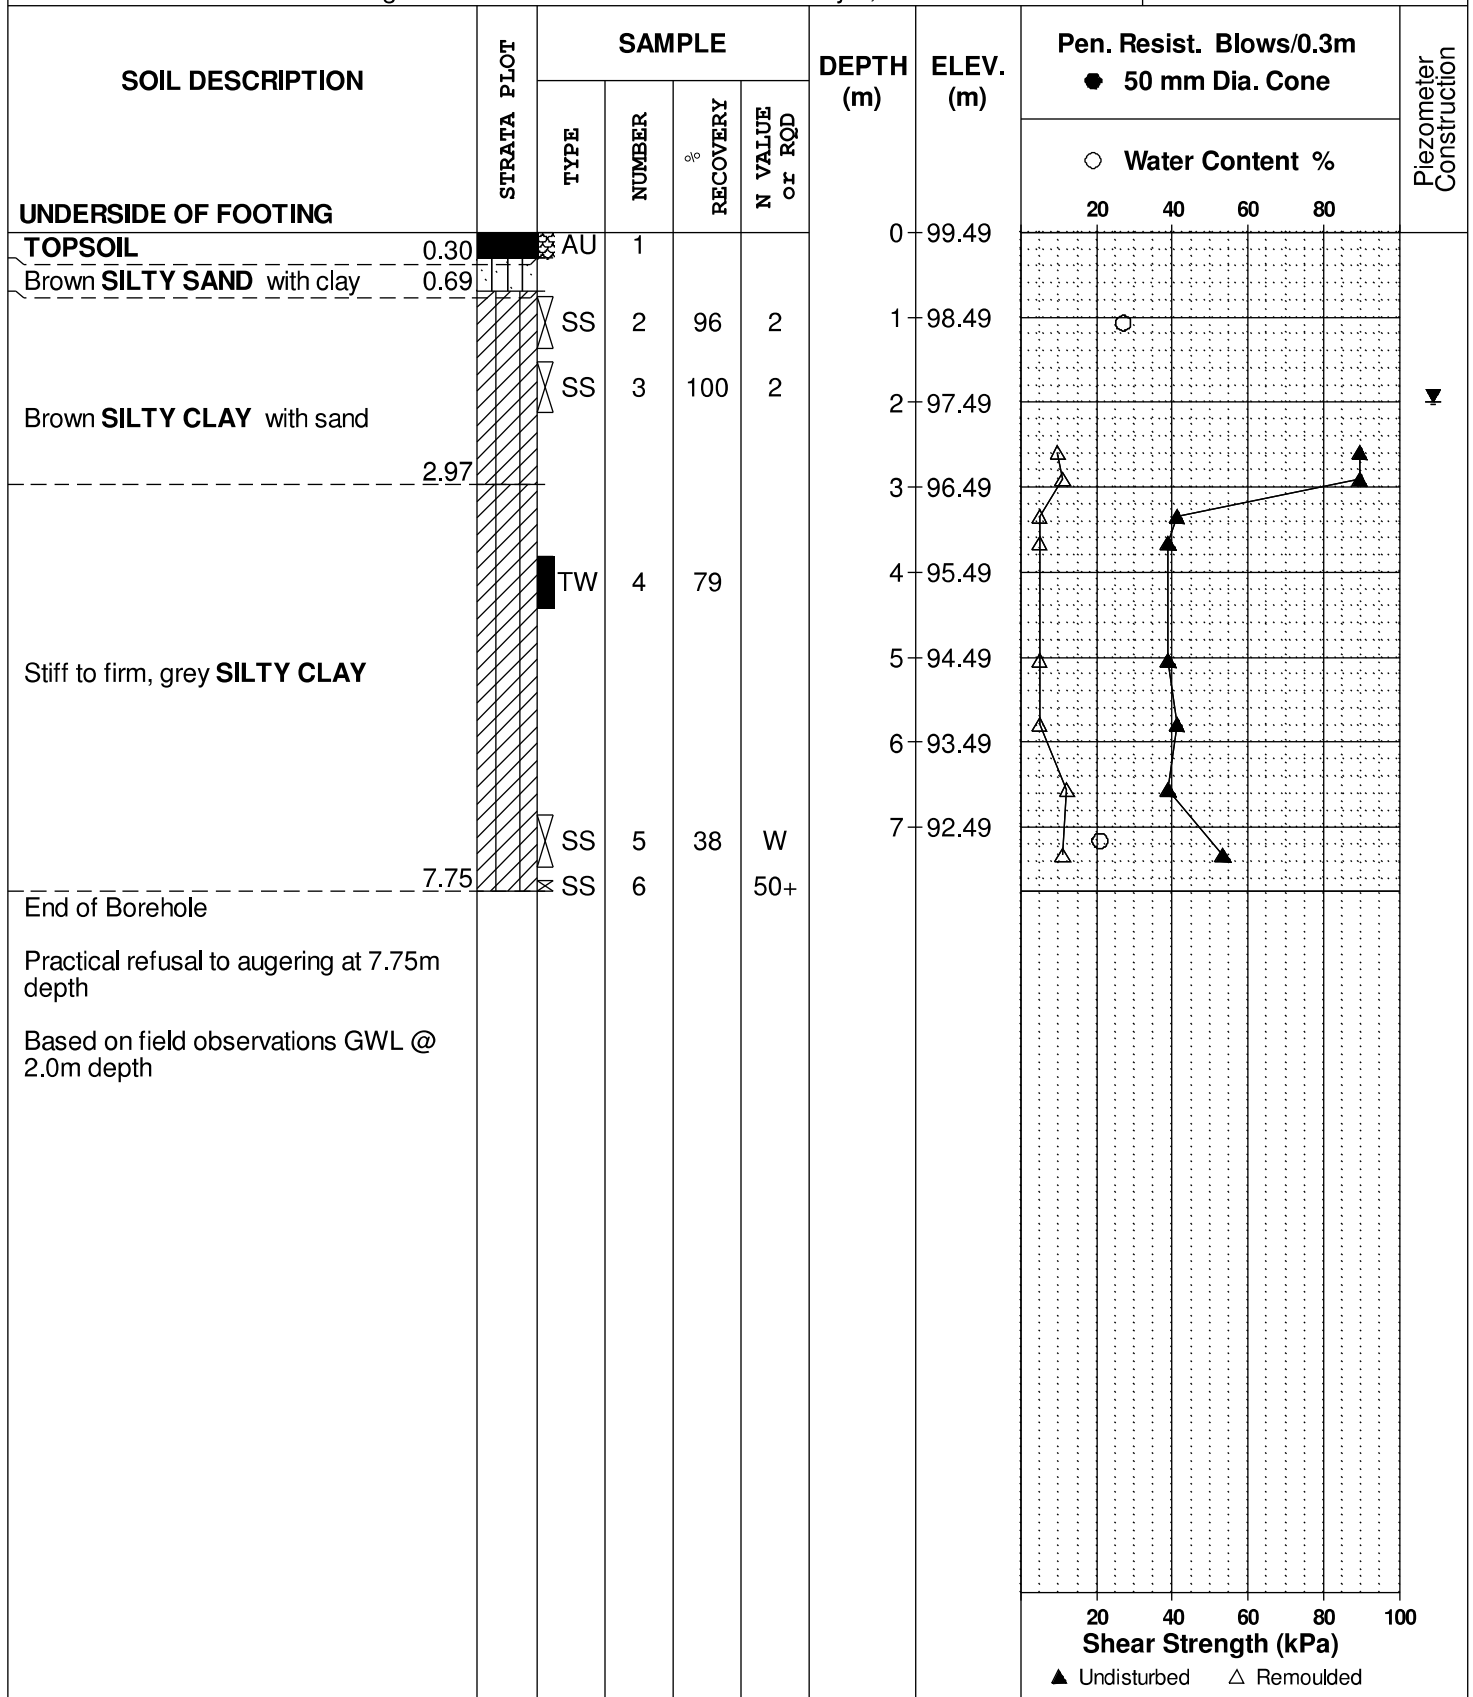 SOIL DESCRIPTION
STRATA PLOT
SAMPLE
TYPE
NUMBER
% RECOVERY
N VALUE or RQD
DEPTH (m)
ELEV. (m)
Pen. Resist. Blows/0.3m
● 50 mm Dia. Cone
○ Water Content %
Piezometer Construction
20 40 60 80
UNDERSIDE OF FOOTING
0 99.49
TOPSOIL 0.30 AU 1
Brown SILTY SAND with clay 0.69
SS 2 96 2
1 98.49
SS 3 100 2
2 97.49
Brown SILTY CLAY with sand
2.97
3 96.49
TW 4 79
4 95.49
Stiff to firm, grey SILTY CLAY
5 94.49
6 93.49
7 92.49
SS 5 38 W
7.75 SS 6 50+
End of Borehole
Practical refusal to augering at 7.75m
depth
Based on field observations GWL @
2.0m depth
20 40 60 80 100
Shear Strength (kPa)
▲ Undisturbed △ Remoulded